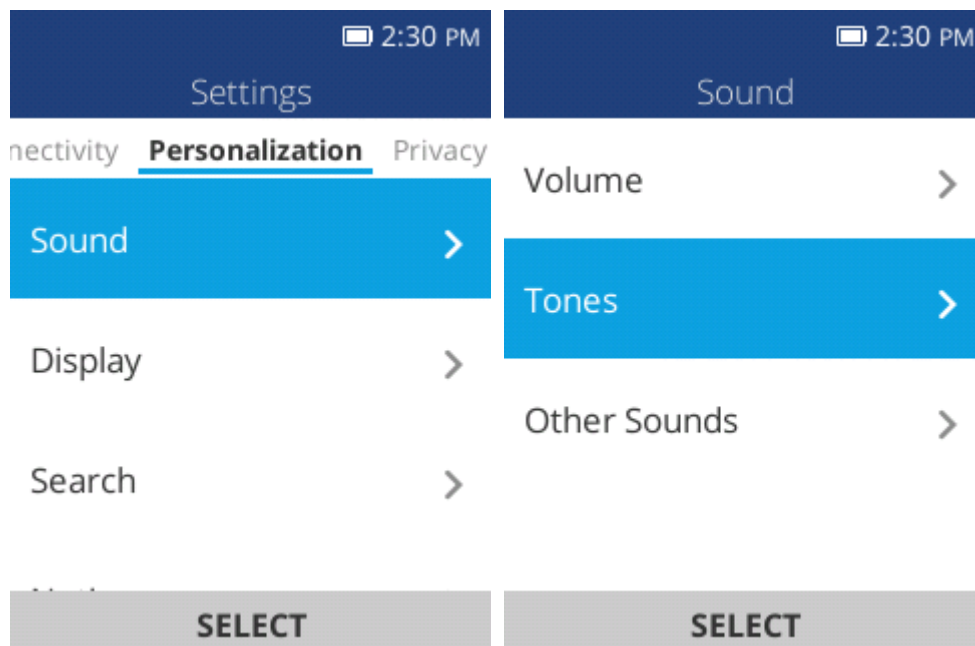 2:30 PM
Settings
nectivity Personalization Privacy
Sound
Display
Search
SELECT
2:30 PM
Sound
Volume
Tones
Other Sounds
SELECT